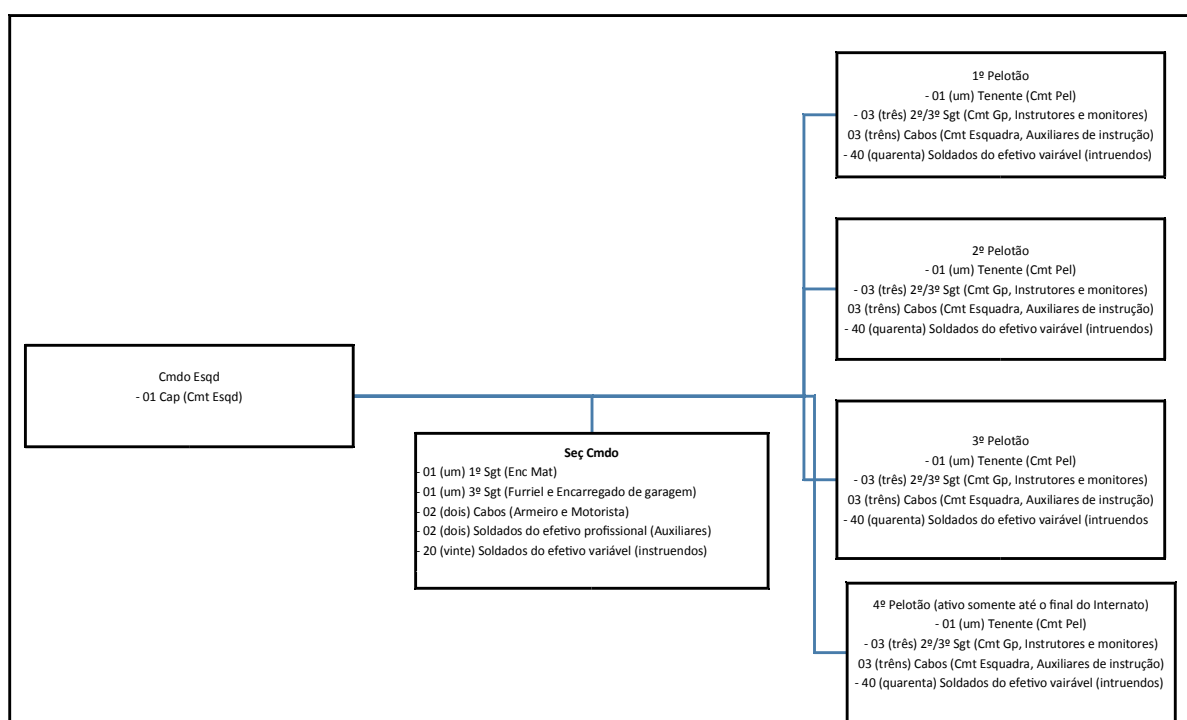 Cmdo Esqd
- 01 Cap (Cmt Esqd)
Seç Cmdo
- 01 (um) 1º Sgt (Enc Mat)
- 01 (um) 3º Sgt (Furriel e Encarregado de garagem)
- 02 (dois) Cabos (Armeiro e Motorista)
- 02 (dois) Soldados do efetivo profissional (Auxiliares)
- 20 (vinte) Soldados do efetivo variável (instruendos)
1º Pelotão
- 01 (um) Tenente (Cmt Pel)
- 03 (três) 2º/3º Sgt (Cmt Gp, Instrutores e monitores)
03 (trêns) Cabos (Cmt Esquadra, Auxiliares de instrução)
- 40 (quarenta) Soldados do efetivo vairável (intruendos)
2º Pelotão
- 01 (um) Tenente (Cmt Pel)
- 03 (três) 2º/3º Sgt (Cmt Gp, Instrutores e monitores)
03 (trêns) Cabos (Cmt Esquadra, Auxiliares de instrução)
- 40 (quarenta) Soldados do efetivo vairável (intruendos)
3º Pelotão
- 01 (um) Tenente (Cmt Pel)
- 03 (três) 2º/3º Sgt (Cmt Gp, Instrutores e monitores)
03 (trêns) Cabos (Cmt Esquadra, Auxiliares de instrução)
- 40 (quarenta) Soldados do efetivo vairável (intruendos
4º Pelotão (ativo somente até o final do Internato)
- 01 (um) Tenente (Cmt Pel)
- 03 (três) 2º/3º Sgt (Cmt Gp, Instrutores e monitores)
03 (trêns) Cabos (Cmt Esquadra, Auxiliares de instrução)
- 40 (quarenta) Soldados do efetivo vairável (intruendos)